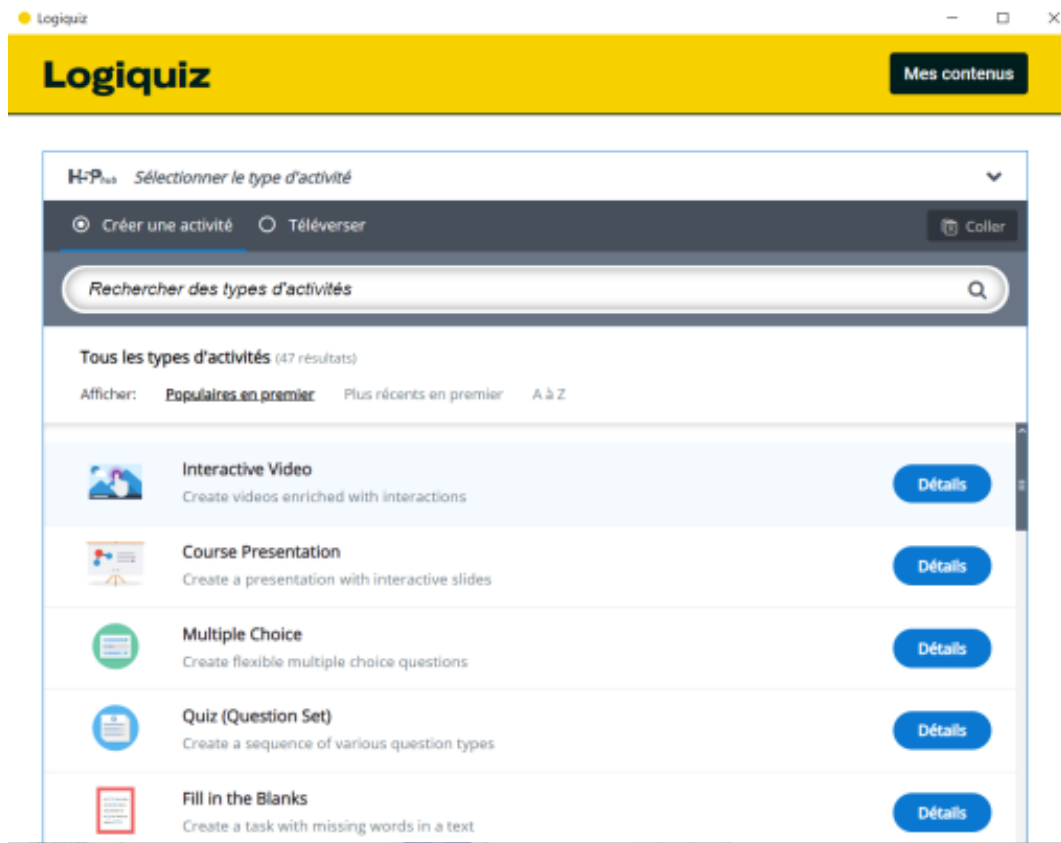 Logiquiz
Logiquiz
Mes contenus
H5Phub Sélectionner le type d'activité
Créer une activité Téléverser Coller
Rechercher des types d'activités
Tous les types d'activités (47 résultats)
Afficher: Populaires en premier Plus récents en premier A à Z
Interactive Video
Create videos enriched with interactions
Détails
Course Presentation
Create a presentation with interactive slides
Détails
Multiple Choice
Create flexible multiple choice questions
Détails
Quiz (Question Set)
Create a sequence of various question types
Détails
Fill in the Blanks
Create a task with missing words in a text
Détails